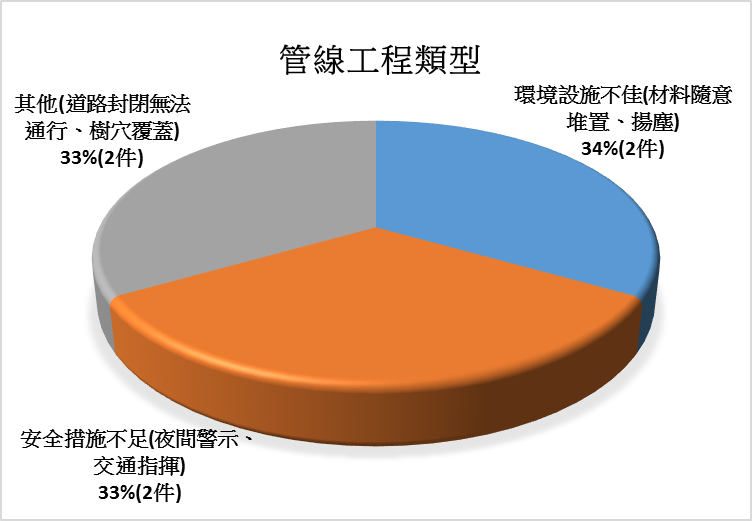 管線工程類型
其他(道路封閉無法
通行、樹穴覆蓋)
33%(2件)
環境設施不佳(材料隨意
堆置、揚塵)
34%(2件)
安全措施不足(夜間警示、
交通指揮)
33%(2件)